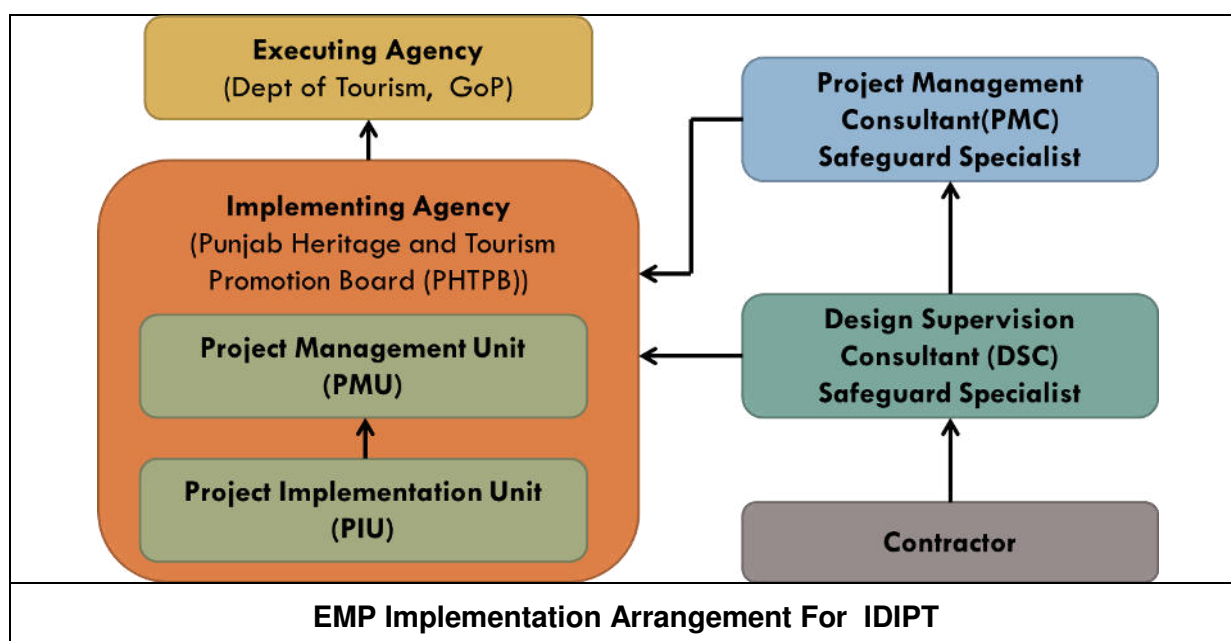 Executing Agency
(Dept of Tourism, GoP)
Implementing Agency
(Punjab Heritage and Tourism
Promotion Board (PHTPB))
Project Management Unit
(PMU)
Project Implementation Unit
(PIU)
Project Management
Consultant(PMC)
Safeguard Specialist
Design Supervision
Consultant (DSC)
Safeguard Specialist
Contractor
EMP Implementation Arrangement For IDIPT